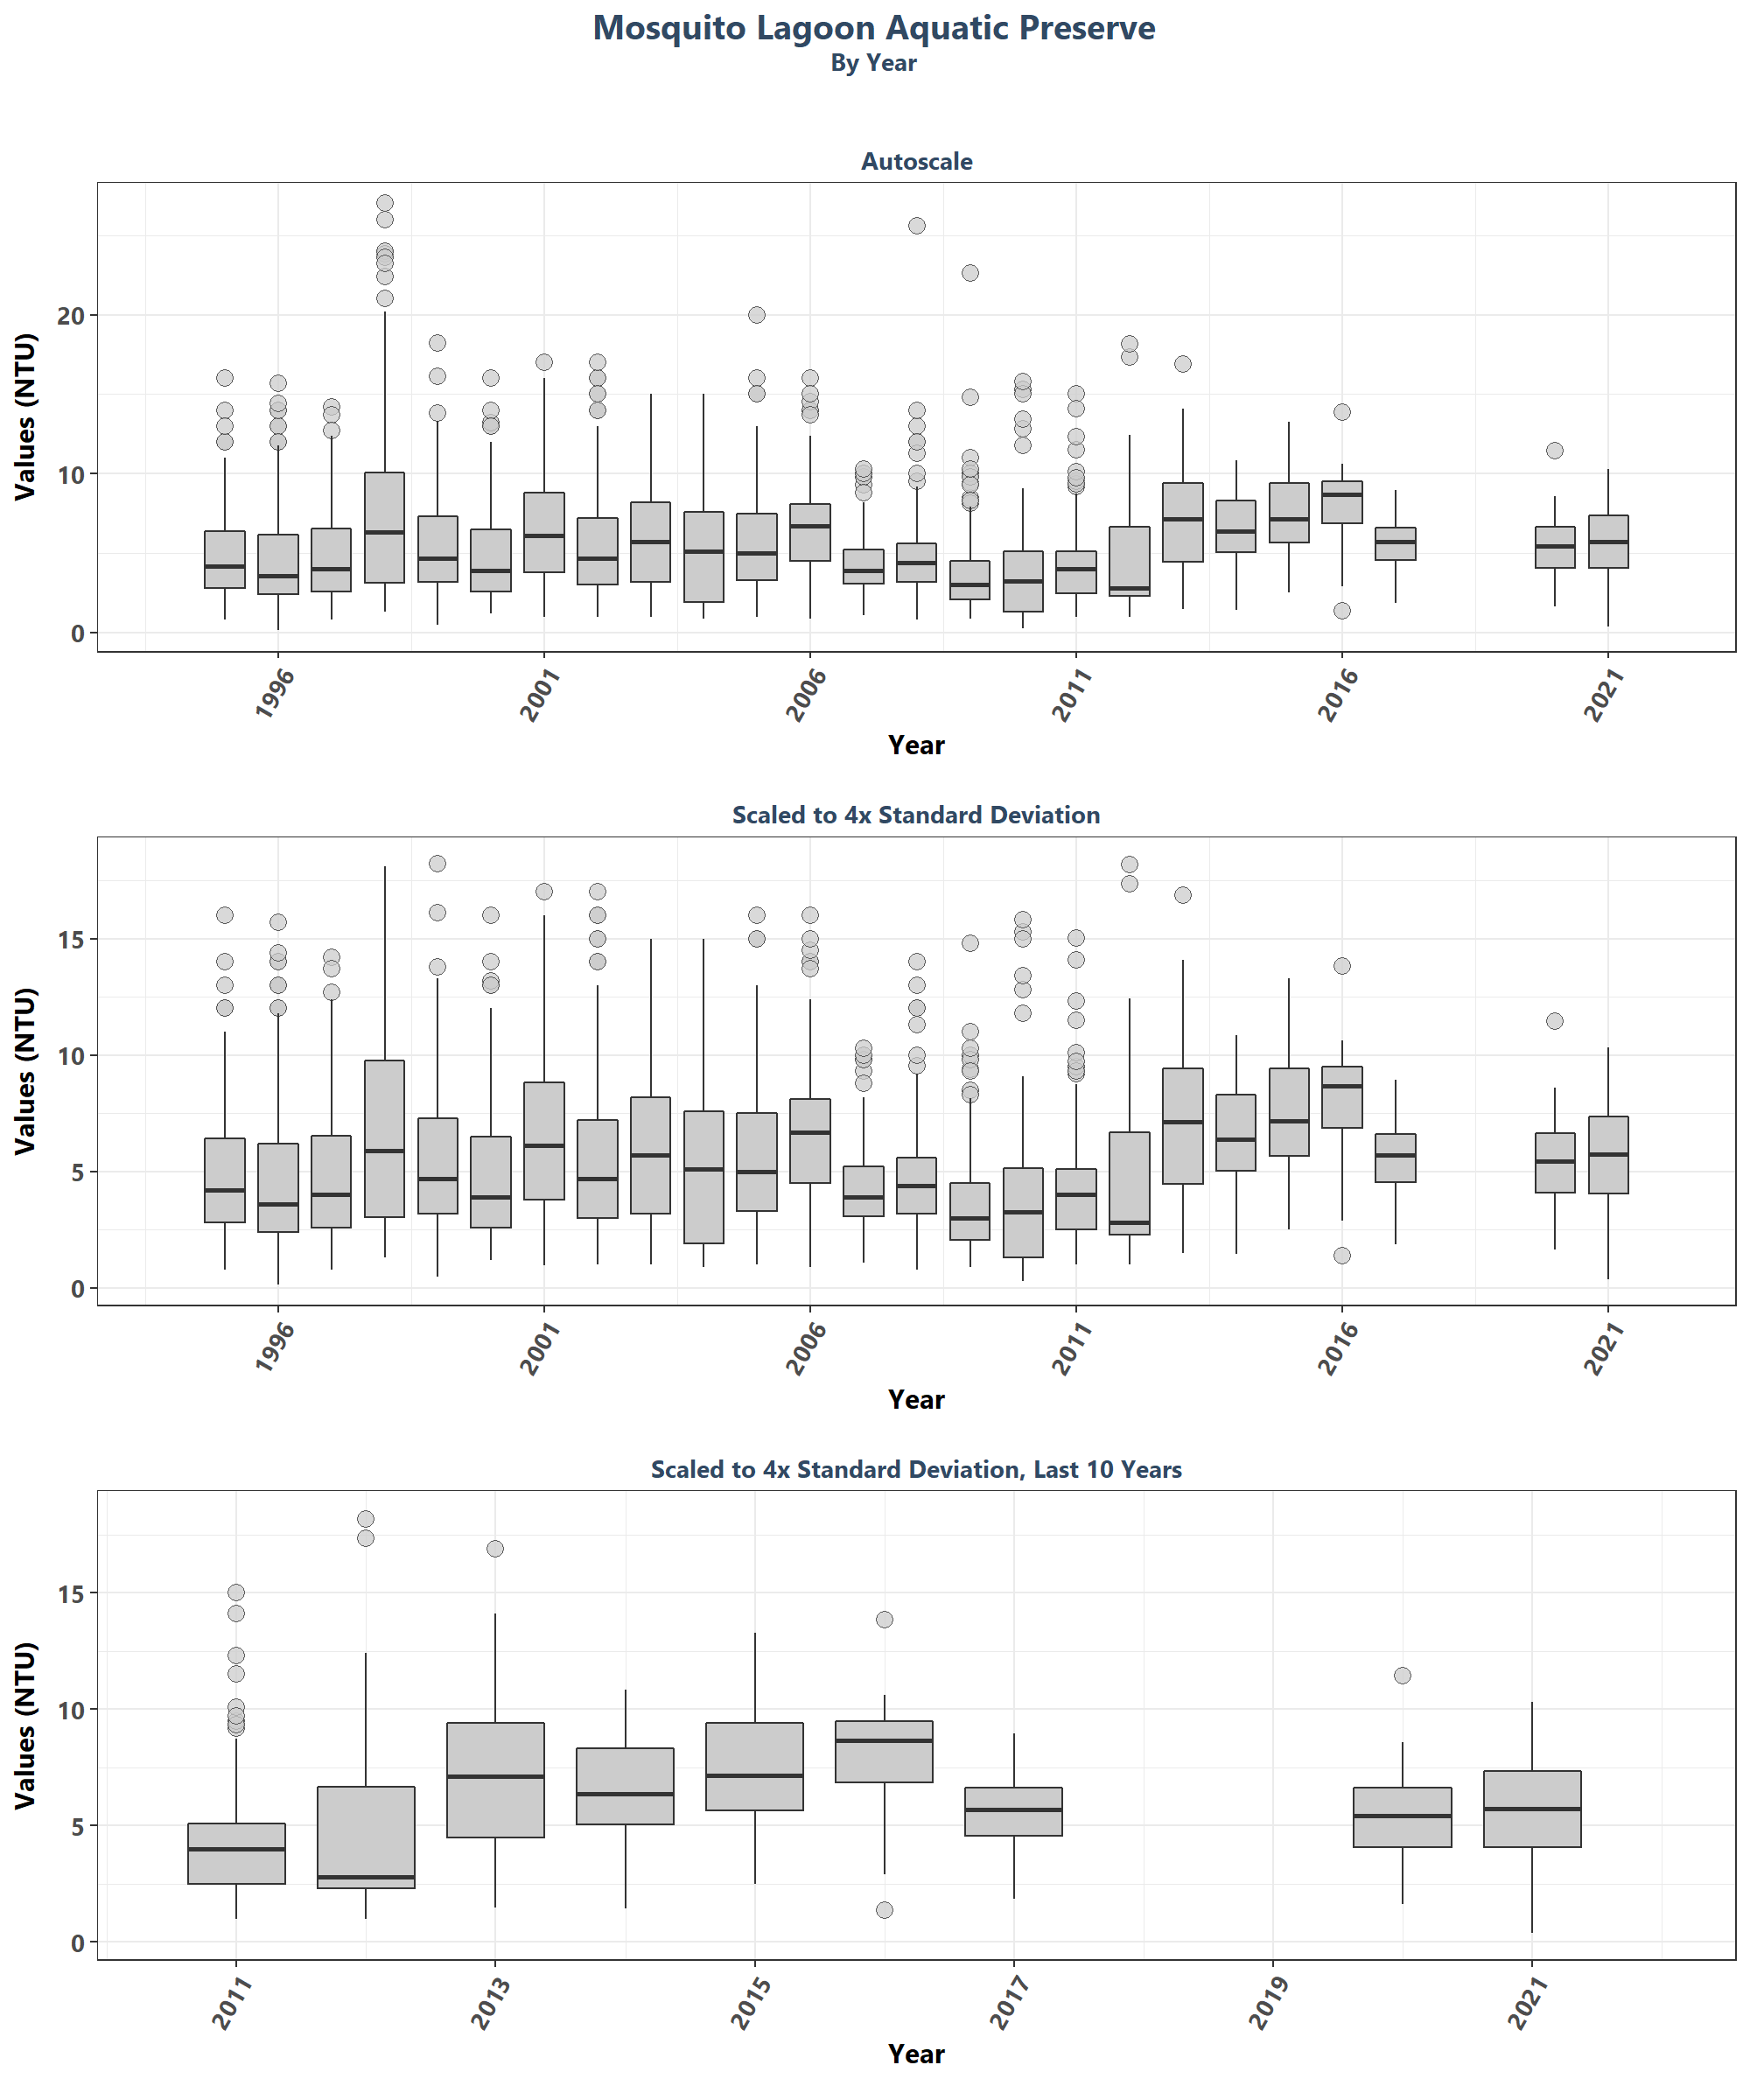 Mosquito Lagoon Aquatic Preserve
By Year
Autoscale
Values (NTU)
20
10
0
1996
2001
2006
2011
2016
2021
Year
Scaled to 4x Standard Deviation
Values (NTU)
15
10
5
0
1996
2001
2006
2011
2016
2021
Year
Scaled to 4x Standard Deviation, Last 10 Years
Values (NTU)
15
10
5
0
2011
2013
2015
2017
2019
2021
Year